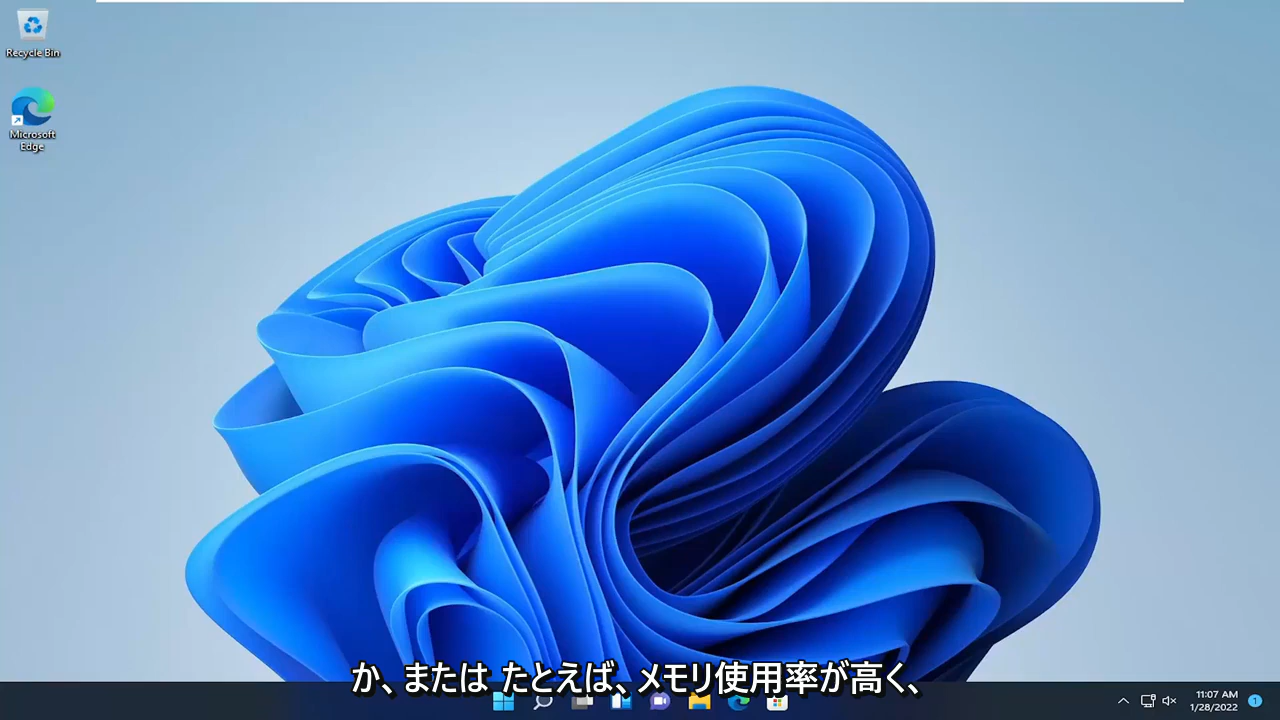 Recycle Bin
Microsoft
Edge
か、または たとえば、メモリ使用率が高く、
11:07 AM
1/28/2022
1